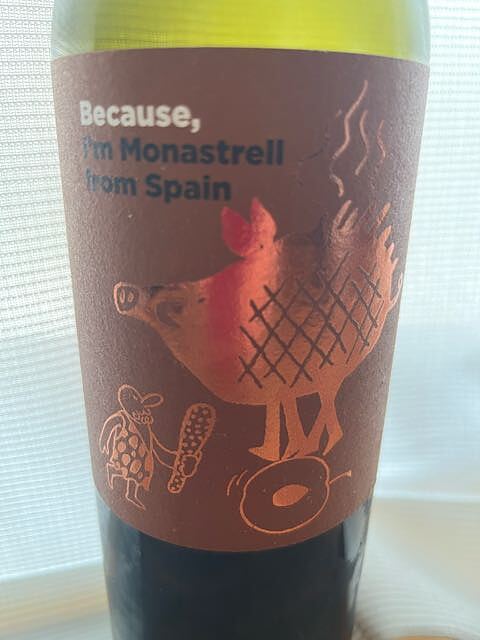 Because,
I'm Monastrell
from Spain